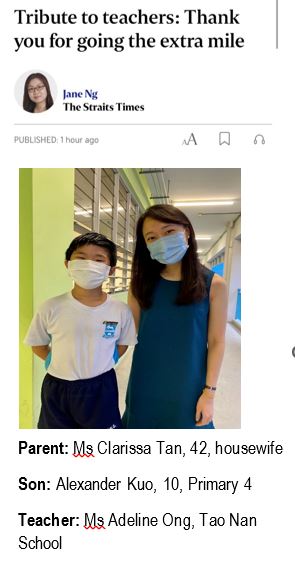 Tribute to teachers: Thank
you for going the extra mile
Jane Ng
The Straits Times
PUBLISHED: 1 hour ago
AA
Parent: Ms Clarissa Tan, 42, housewife
Son: Alexander Kuo, 10, Primary 4
Teacher: Ms Adeline Ong, Tao Nan
School